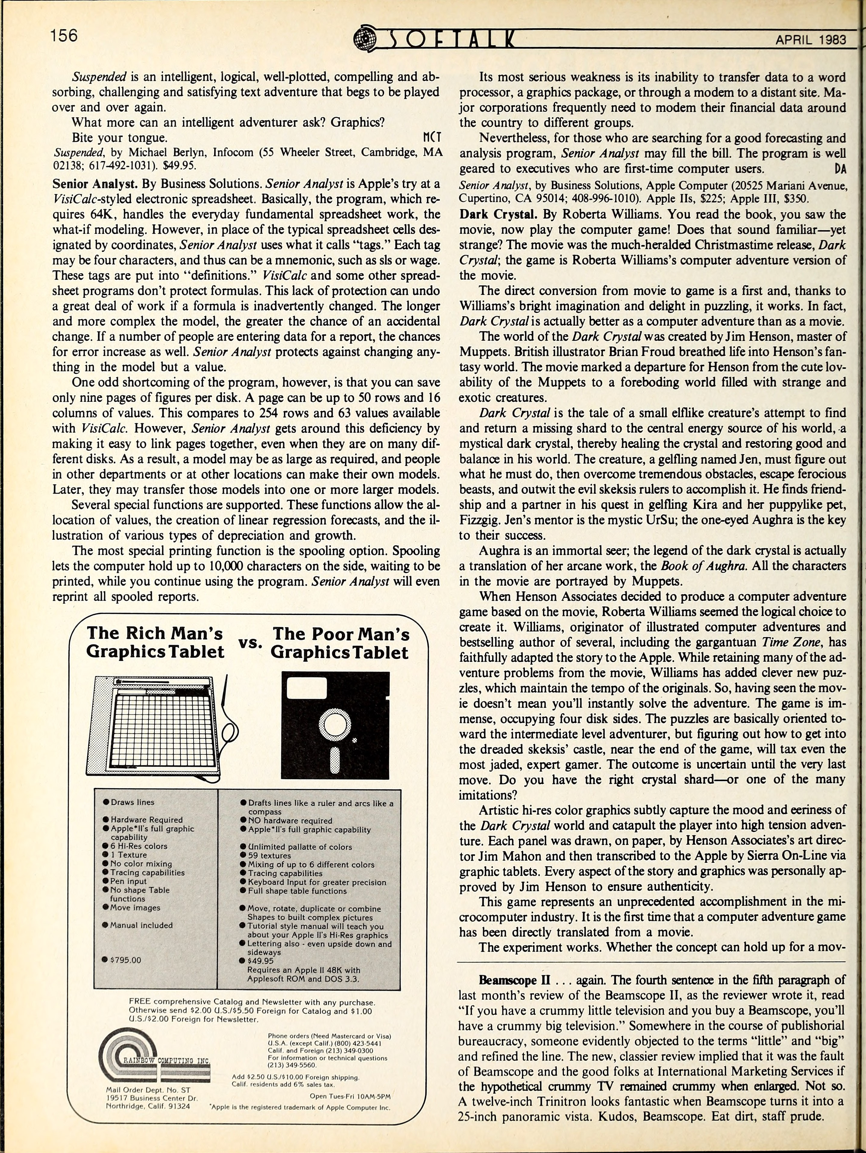 156
SOFTALK
APRIL 1983
Suspended is an intelligent, logical, well-plotted, compelling and ab-
sorbing, challenging and satisfying text adventure that begs to be played
over and over again.
What more can an intelligent adventurer ask? Graphics?
Bite your tongue. MCT
Suspended, by Michael Berlyn, Infocom (55 Wheeler Street, Cambridge, MA
02138; 617-492-1031). $49.95.
Senior Analyst. By Business Solutions. Senior Analyst is Apple's try at a
VisiCalc-styled electronic spreadsheet. Basically, the program, which re-
quires 64K, handles the everyday fundamental spreadsheet work, the
what-if modeling. However, in place of the typical spreadsheet cells des-
ignated by coordinates, Senior Analyst uses what it calls "tags." Each tag
may be four characters, and thus can be a mnemonic, such as sls or wage.
These tags are put into "definitions." VisiCalc and some other spread-
sheet programs don't protect formulas. This lack of protection can undo
a great deal of work if a formula is inadvertently changed. The longer
and more complex the model, the greater the chance of an accidental
change. If a number of people are entering data for a report, the chances
for error increase as well. Senior Analyst protects against changing any-
thing in the model but a value.
One odd shortcoming of the program, however, is that you can save
only nine pages of figures per disk. A page can be up to 50 rows and 16
columns of values. This compares to 254 rows and 63 values available
with VisiCalc. However, Senior Analyst gets around this deficiency by
making it easy to link pages together, even when they are on many dif-
ferent disks. As a result, a model may be as large as required, and people
in other departments or at other locations can make their own models.
Later, they may transfer those models into one or more larger models.
Several special functions are supported. These functions allow the al-
location of values, the creation of linear regression forecasts, and the il-
lustration of various types of depreciation and growth.
The most special printing function is the spooling option. Spooling
lets the computer hold up to 10,000 characters on the side, waiting to be
printed, while you continue using the program. Senior Analyst will even
reprint all spooled reports.
The Rich Man's
Graphics Tablet
vs.
The Poor Man's
Graphics Tablet
● Draws lines
● Hardware Required
● Apple*II's full graphic
capability
● 6 Hi-Res colors
● 1 Texture
● No color mixing
● Tracing capabilities
● Pen input
● No shape Table
functions
● Move images
● Manual included
● $795.00
● Drafts lines like a ruler and arcs like a
compass
● NO hardware required
● Apple*II's full graphic capability
● Unlimited pallatte of colors
● 59 textures
● Mixing of up to 6 different colors
● Tracing capabilities
● Keyboard Input for greater precision
● Full shape table functions
● Move, rotate, duplicate or combine
Shapes to built complex pictures
● Tutorial style manual will teach you
about your Apple II's Hi-Res graphics
● Lettering also - even upside down and
sideways
● $49.95
Requires an Apple II 48K with
Applesoft ROM and DOS 3.3.
FREE comprehensive Catalog and Newsletter with any purchase.
Otherwise send $2.00 U.S./$5.50 Foreign for Catalog and $1.00
U.S./$2.00 Foreign for Newsletter.
RAINBOW COMPUTING INC.
Mail Order Dept. No. ST
19517 Business Center Dr.
Northridge, Calif. 91324
Phone orders (Need Mastercard or Visa)
U.S.A. (except Calif.) (800) 423-5441
Calif. and Foreign (213) 349-0300
For information or technical questions
(213) 349-5560.
Add $2.50 U.S./$10.00 Foreign shipping.
Calif. residents add 6% sales tax.
Open Tues-Fri 10AM-5PM
*Apple is the registered trademark of Apple Computer Inc.
Its most serious weakness is its inability to transfer data to a word
processor, a graphics package, or through a modem to a distant site. Ma-
jor corporations frequently need to modem their financial data around
the country to different groups.
Nevertheless, for those who are searching for a good forecasting and
analysis program, Senior Analyst may fill the bill. The program is well
geared to executives who are first-time computer users. DA
Senior Analyst, by Business Solutions, Apple Computer (20525 Mariani Avenue,
Cupertino, CA 95014; 408-996-1010). Apple IIs, $225; Apple III, $350.
Dark Crystal. By Roberta Williams. You read the book, you saw the
movie, now play the computer game! Does that sound familiar—yet
strange? The movie was the much-heralded Christmastime release, Dark
Crystal; the game is Roberta Williams's computer adventure version of
the movie.
The direct conversion from movie to game is a first and, thanks to
Williams's bright imagination and delight in puzzling, it works. In fact,
Dark Crystal is actually better as a computer adventure than as a movie.
The world of the Dark Crystal was created by Jim Henson, master of
Muppets. British illustrator Brian Froud breathed life into Henson's fan-
tasy world. The movie marked a departure for Henson from the cute lov-
ability of the Muppets to a foreboding world filled with strange and
exotic creatures.
Dark Crystal is the tale of a small elflike creature's attempt to find
and return a missing shard to the central energy source of his world, a
mystical dark crystal, thereby healing the crystal and restoring good and
balance in his world. The creature, a gelfling named Jen, must figure out
what he must do, then overcome tremendous obstacles, escape ferocious
beasts, and outwit the evil skeksis rulers to accomplish it. He finds friend-
ship and a partner in his quest in gelfling Kira and her puppylike pet,
Fizzgig. Jen's mentor is the mystic UrSu; the one-eyed Aughra is the key
to their success.
Aughra is an immortal seer; the legend of the dark crystal is actually
a translation of her arcane work, the Book of Aughra. All the characters
in the movie are portrayed by Muppets.
When Henson Associates decided to produce a computer adventure
game based on the movie, Roberta Williams seemed the logical choice to
create it. Williams, originator of illustrated computer adventures and
bestselling author of several, including the gargantuan Time Zone, has
faithfully adapted the story to the Apple. While retaining many of the ad-
venture problems from the movie, Williams has added clever new puz-
zles, which maintain the tempo of the originals. So, having seen the mov-
ie doesn't mean you'll instantly solve the adventure. The game is im-
mense, occupying four disk sides. The puzzles are basically oriented to-
ward the intermediate level adventurer, but figuring out how to get into
the dreaded skeksis' castle, near the end of the game, will tax even the
most jaded, expert gamer. The outcome is uncertain until the very last
move. Do you have the right crystal shard—or one of the many
imitations?
Artistic hi-res color graphics subtly capture the mood and eeriness of
the Dark Crystal world and catapult the player into high tension adven-
ture. Each panel was drawn, on paper, by Henson Associates's art direc-
tor Jim Mahon and then transcribed to the Apple by Sierra On-Line via
graphic tablets. Every aspect of the story and graphics was personally ap-
proved by Jim Henson to ensure authenticity.
This game represents an unprecedented accomplishment in the mi-
crocomputer industry. It is the first time that a computer adventure game
has been directly translated from a movie.
The experiment works. Whether the concept can hold up for a mov-
Beamscope II . . . again. The fourth sentence in the fifth paragraph of
last month's review of the Beamscope II, as the reviewer wrote it, read
"If you have a crummy little television and you buy a Beamscope, you'll
have a crummy big television." Somewhere in the course of publishorial
bureaucracy, someone evidently objected to the terms "little" and "big"
and refined the line. The new, classier review implied that it was the fault
of Beamscope and the good folks at International Marketing Services if
the hypothetical crummy TV remained crummy when enlarged. Not so.
A twelve-inch Trinitron looks fantastic when Beamscope turns it into a
25-inch panoramic vista. Kudos, Beamscope. Eat dirt, staff prude.